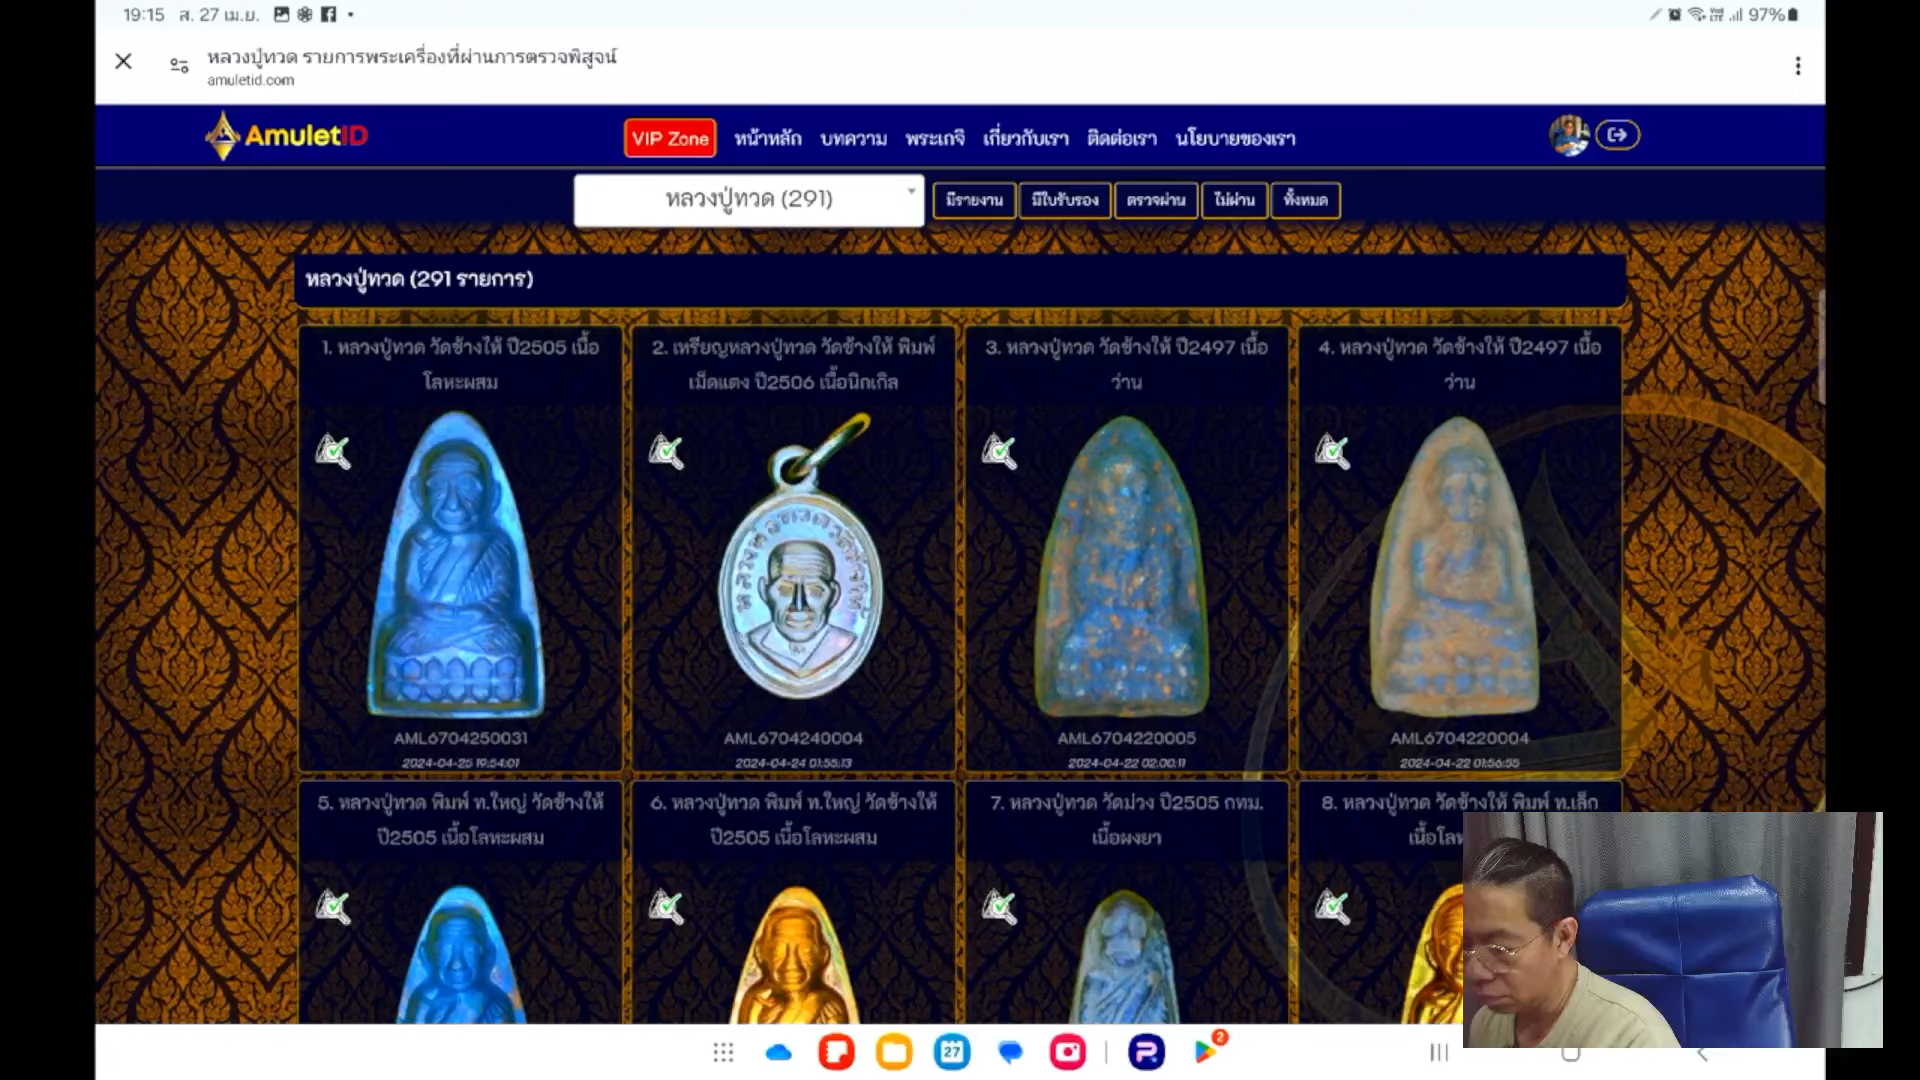 19:15 ส. 27 เม.ย.
97%
หลวงปู่ทวด รายการพระเครื่องที่ผ่านการตรวจพิสูจน์
amuletid.com
AmuletID
VIP Zone หน้าหลัก บทความ พระเกจิ เกี่ยวกับเรา ติดต่อเรา นโยบายของเรา
หลวงปู่ทวด (291)
มีรายงาน มีใบรับรอง ตรวจผ่าน ไม่ผ่าน ทั้งหมด
หลวงปู่ทวด (291 รายการ)
1. หลวงปู่ทวด วัดช้างให้ ปี2505 เนื้อ
โลหะผสม
AML6704250031
2024-04-25 19:54:01
2. เหรียญหลวงปู่ทวด วัดช้างให้ พิมพ์
เม็ดแตง ปี2506 เนื้อนิกเกิล
AML6704240004
2024-04-24 01:55:13
3. หลวงปู่ทวด วัดช้างให้ ปี2497 เนื้อ
ว่าน
AML6704220005
2024-04-22 02:00:11
4. หลวงปู่ทวด วัดช้างให้ ปี2497 เนื้อ
ว่าน
AML6704220004
2024-04-22 01:56:55
5. หลวงปู่ทวด พิมพ์ ท.ใหญ่ วัดช้างให้
ปี2505 เนื้อโลหะผสม
6. หลวงปู่ทวด พิมพ์ ท.ใหญ่ วัดช้างให้
ปี2505 เนื้อโลหะผสม
7. หลวงปู่ทวด วัดม่วง ปี2505 กทม.
เนื้อผงยา
8. หลวงปู่ทวด วัดช้างให้ พิมพ์ ท.เล็ก
27
2